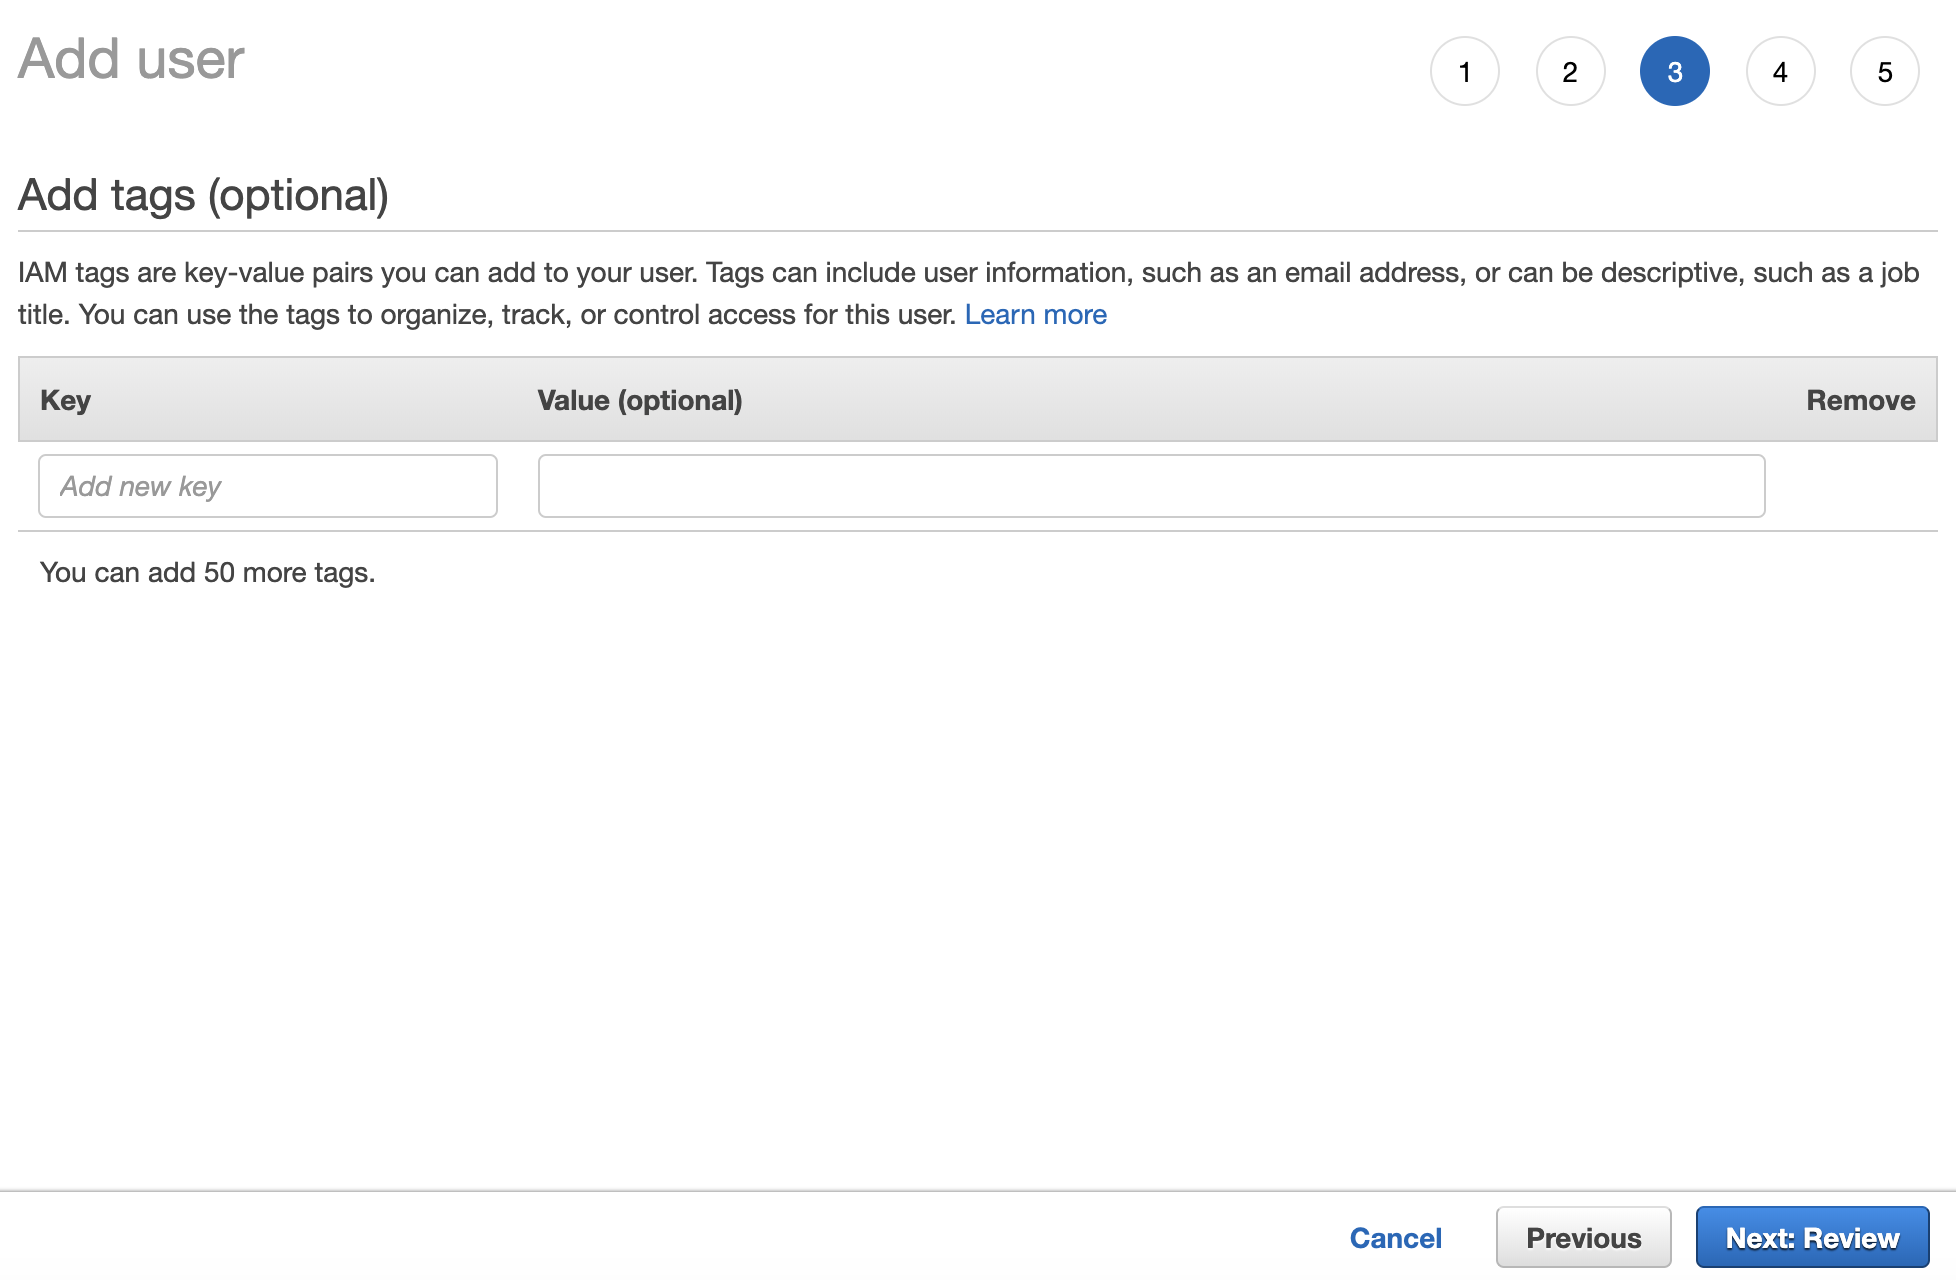 Add user
1 2 3 4 5
Add tags (optional)
IAM tags are key-value pairs you can add to your user. Tags can include user information, such as an email address, or can be descriptive, such as a job
title. You can use the tags to organize, track, or control access for this user. Learn more
Key Value (optional) Remove
Add new key
You can add 50 more tags.
Cancel Previous Next: Review